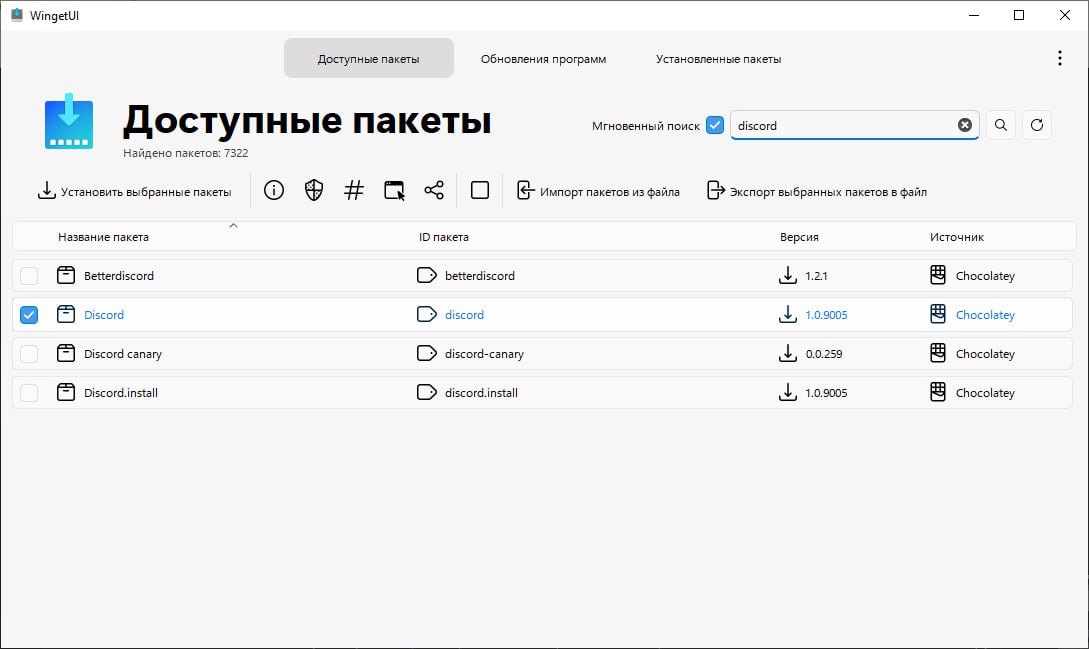 WingetUI
Доступные пакеты Обновления программ Установленные пакеты
Доступные пакеты
Найдено пакетов: 7322
Мгновенный поиск discord
Установить выбранные пакеты Импорт пакетов из файла Экспорт выбранных пакетов в файл
Название пакета ID пакета Версия Источник
Betterdiscord betterdiscord 1.2.1 Chocolatey
Discord discord 1.0.9005 Chocolatey
Discord canary discord-canary 0.0.259 Chocolatey
Discord.install discord.install 1.0.9005 Chocolatey